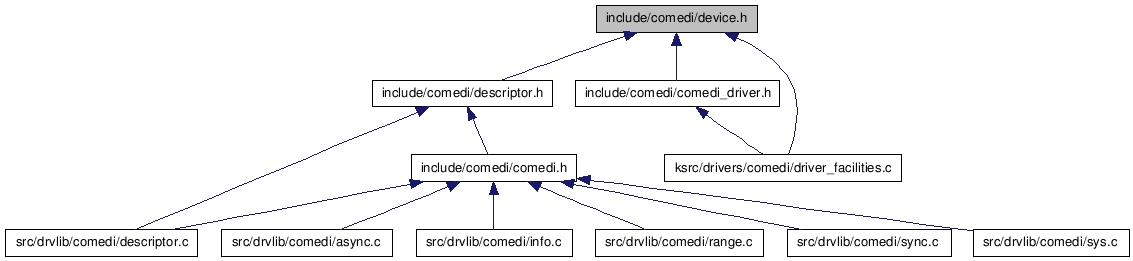 include/comedi/device.h
include/comedi/descriptor.h
include/comedi/comedi_driver.h
include/comedi/comedi.h
ksrc/drivers/comedi/driver_facilities.c
src/drvlib/comedi/descriptor.c
src/drvlib/comedi/async.c
src/drvlib/comedi/info.c
src/drvlib/comedi/range.c
src/drvlib/comedi/sync.c
src/drvlib/comedi/sys.c